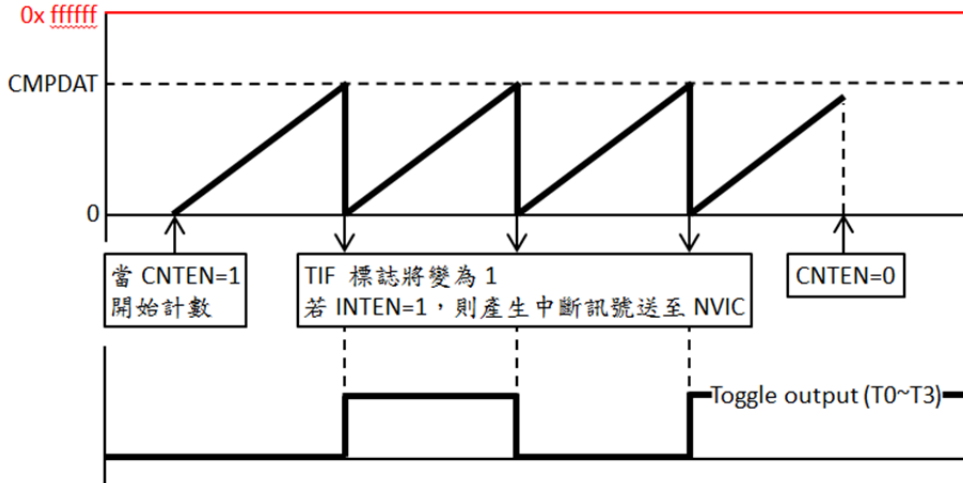 0x ffffff
CMPDAT
0
當 CNTEN=1
開始計數
TIF 標誌將變為 1
若 INTEN=1，則產生中斷訊號送至 NVIC
CNTEN=0
Toggle output (T0~T3)